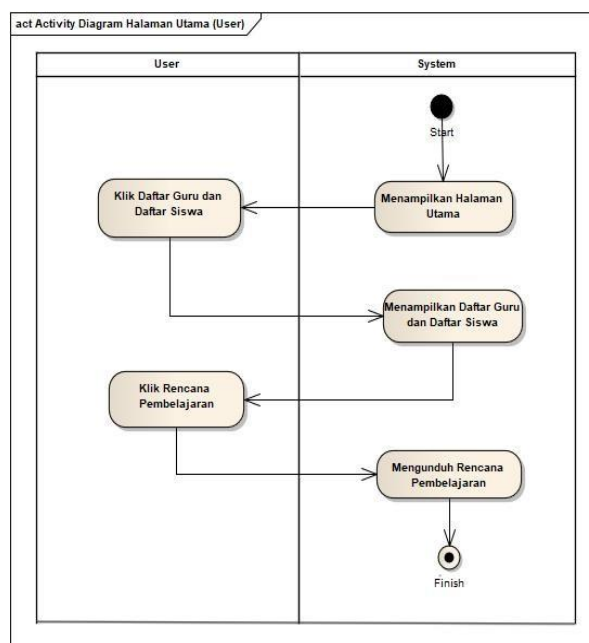 act Activity Diagram Halaman Utama (User)
User
System
Start
Menampilkan Halaman
Utama
Klik Daftar Guru dan
Daftar Siswa
Menampilkan Daftar Guru
dan Daftar Siswa
Klik Rencana
Pembelajaran
Mengunduh Rencana
Pembelajaran
Finish